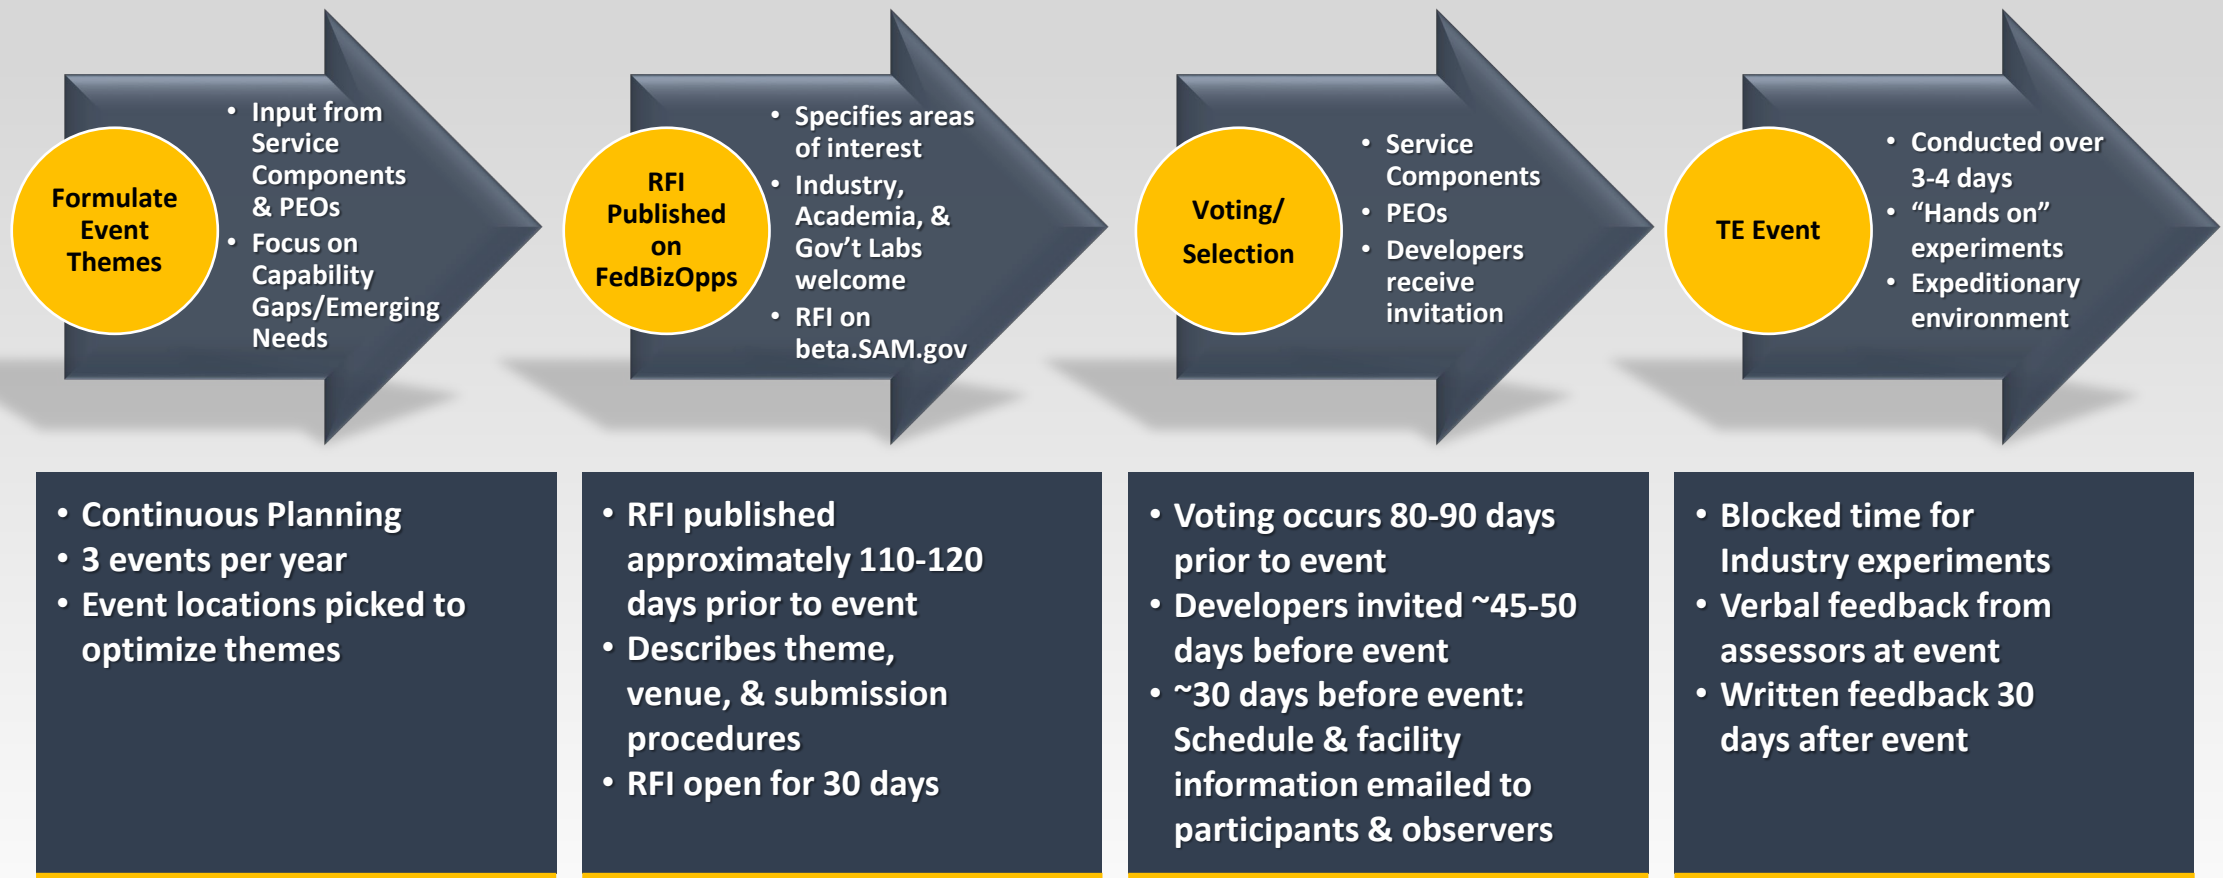 Formulate
Event
Themes
• Input from
Service
Components
& PEOs
• Focus on
Capability
Gaps/Emerging
Needs
RFI
Published
on
FedBizOpps
• Specifies areas
of interest
• Industry,
Academia, &
Gov't Labs
welcome
• RFI on
beta.SAM.gov
Voting/
Selection
• Service
Components
• PEOs
• Developers
receive
invitation
TE Event
• Conducted over
3-4 days
• “Hands on”
experiments
• Expeditionary
environment
• Continuous Planning
• 3 events per year
• Event locations picked to
optimize themes
• RFI published
approximately 110-120
days prior to event
• Describes theme,
venue, & submission
procedures
• RFI open for 30 days
• Voting occurs 80-90 days
prior to event
• Developers invited ~45-50
days before event
• ~30 days before event:
Schedule & facility
information emailed to
participants & observers
• Blocked time for
Industry experiments
• Verbal feedback from
assessors at event
• Written feedback 30
days after event